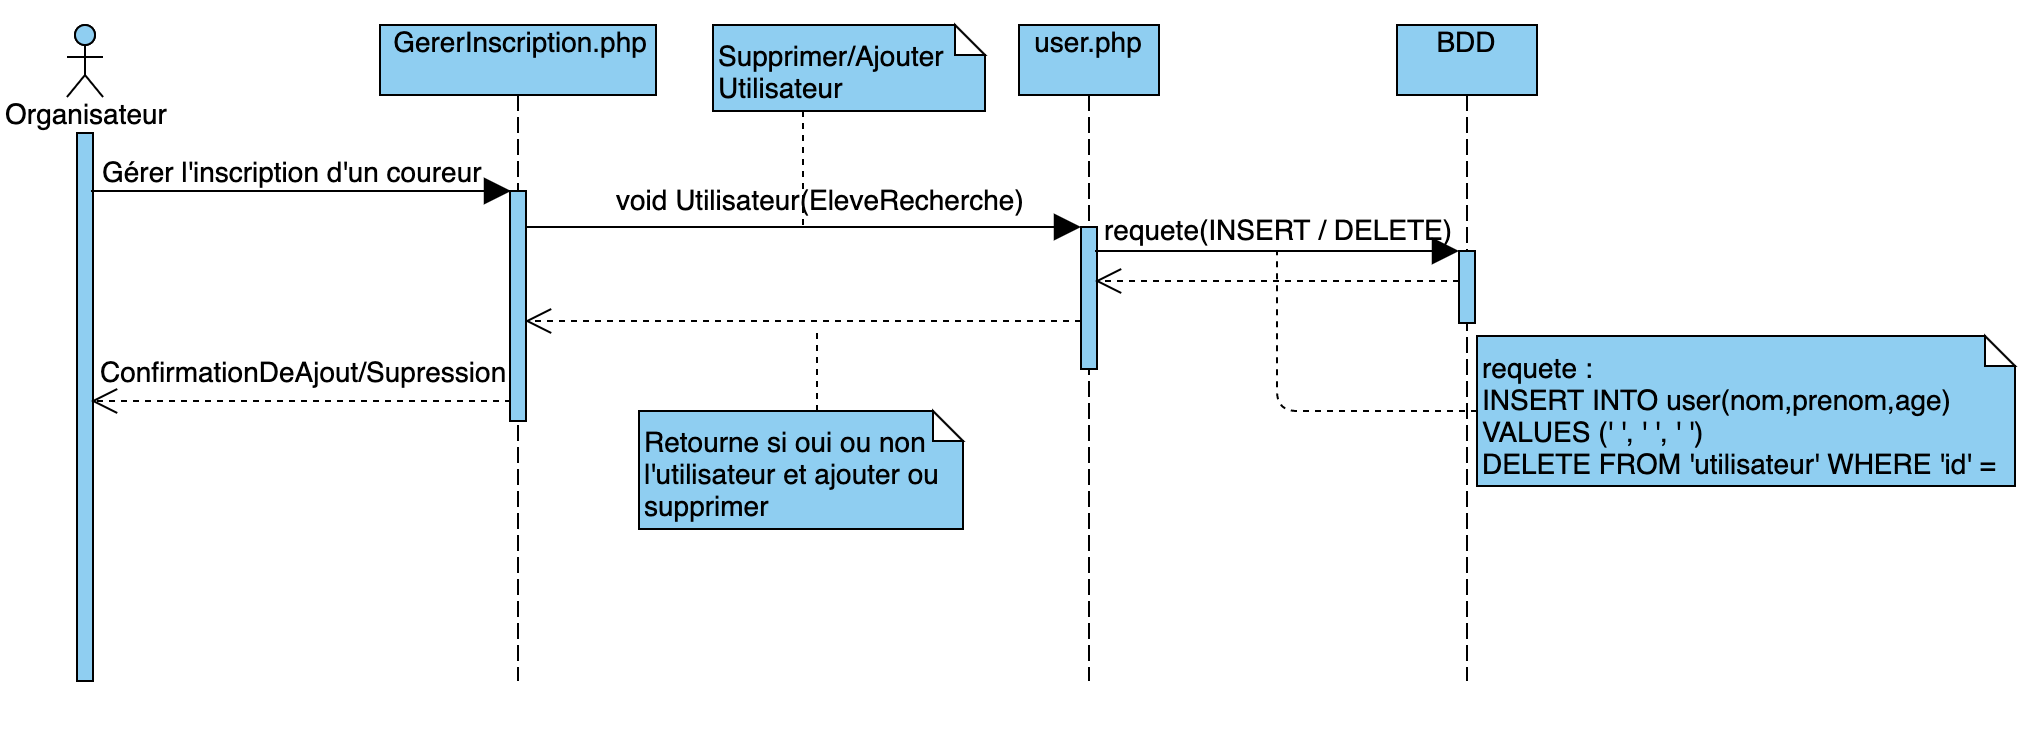 Organisateur
GererInscription.php
Supprimer/Ajouter
Utilisateur
user.php
BDD
Gérer l'inscription d'un coureur
void Utilisateur(EleveRecherche)
requete(INSERT / DELETE)
ConfirmationDeAjout/Supression
Retourne si oui ou non
l'utilisateur et ajouter ou
supprimer
requete :
INSERT INTO user(nom,prenom,age)
VALUES (' ', ' ', ' ')
DELETE FROM 'utilisateur' WHERE 'id' =